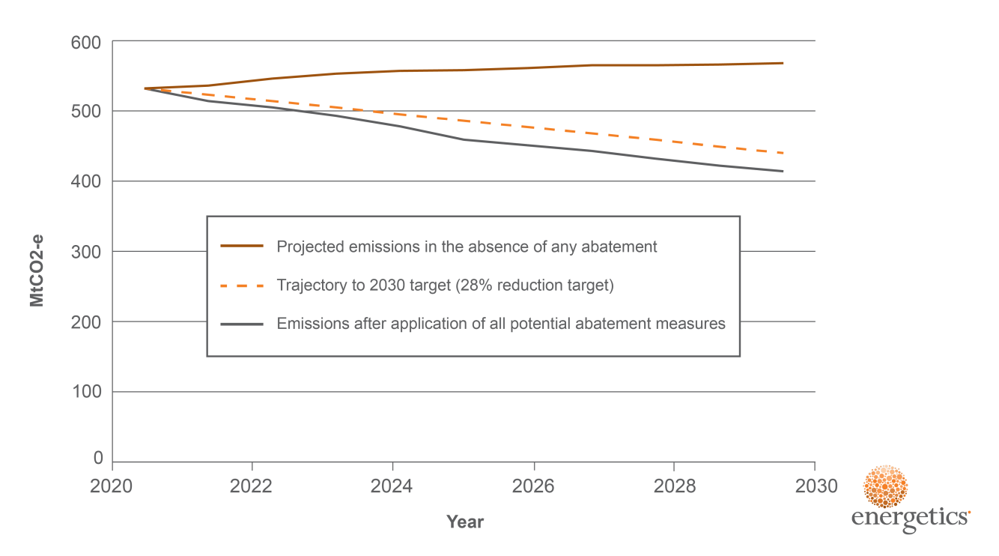 600
500
400
300
200
100
0
MtCO2-e
Projected emissions in the absence of any abatement
Trajectory to 2030 target (28% reduction target)
Emissions after application of all potential abatement measures
2020 2022 2024 2026 2028 2030
Year
energetics